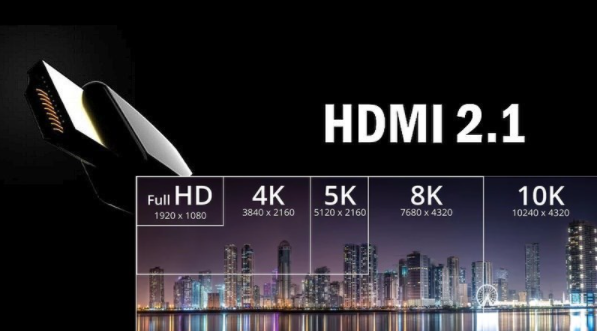 HDMI 2.1
Full HD
1920 x 1080
4K
3840 x 2160
5K
5120 x 2160
8K
7680 x 4320
10K
10240 x 4320